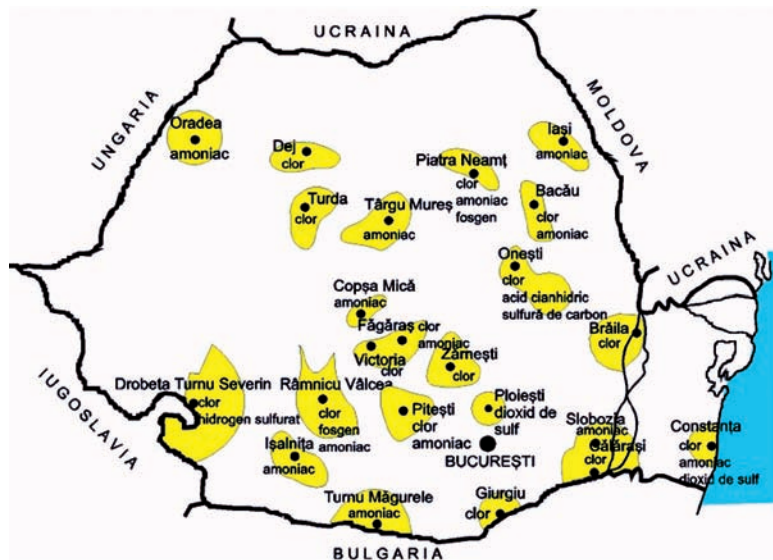 UCRAINA
UNGARIA
MOLDOVA
Oradea
amoniac
Dej
clor
Iași
amoniac
Piatra Neamț
clor
amoniac
fosgen
Turda
clor
Târgu Mureș
amoniac
Bacău
clor
amoniac
Onești
clor
acid cianhidric
sulfură de carbon
UCRAINA
Copșa Mică
amoniac
Făgăraș clor
amoniac
Victoria
clor
Zărnești
clor
Brăila
clor
IUGOSLAVIA
Drobeta Turnu Severin
clor
hidrogen sulfurat
Râmnicu Vâlcea
clor
fosgen
amoniac
Pitești
clor
amoniac
Ploiești
dioxid de
sulf
BUCUREȘTI
Slobozia
amoniac
Călărași
clor
Constanța
clor
amoniac
dioxid de sulf
Ișalnița
amoniac
Turnu Măgurele
amoniac
Giurgiu
clor
BULGARIA